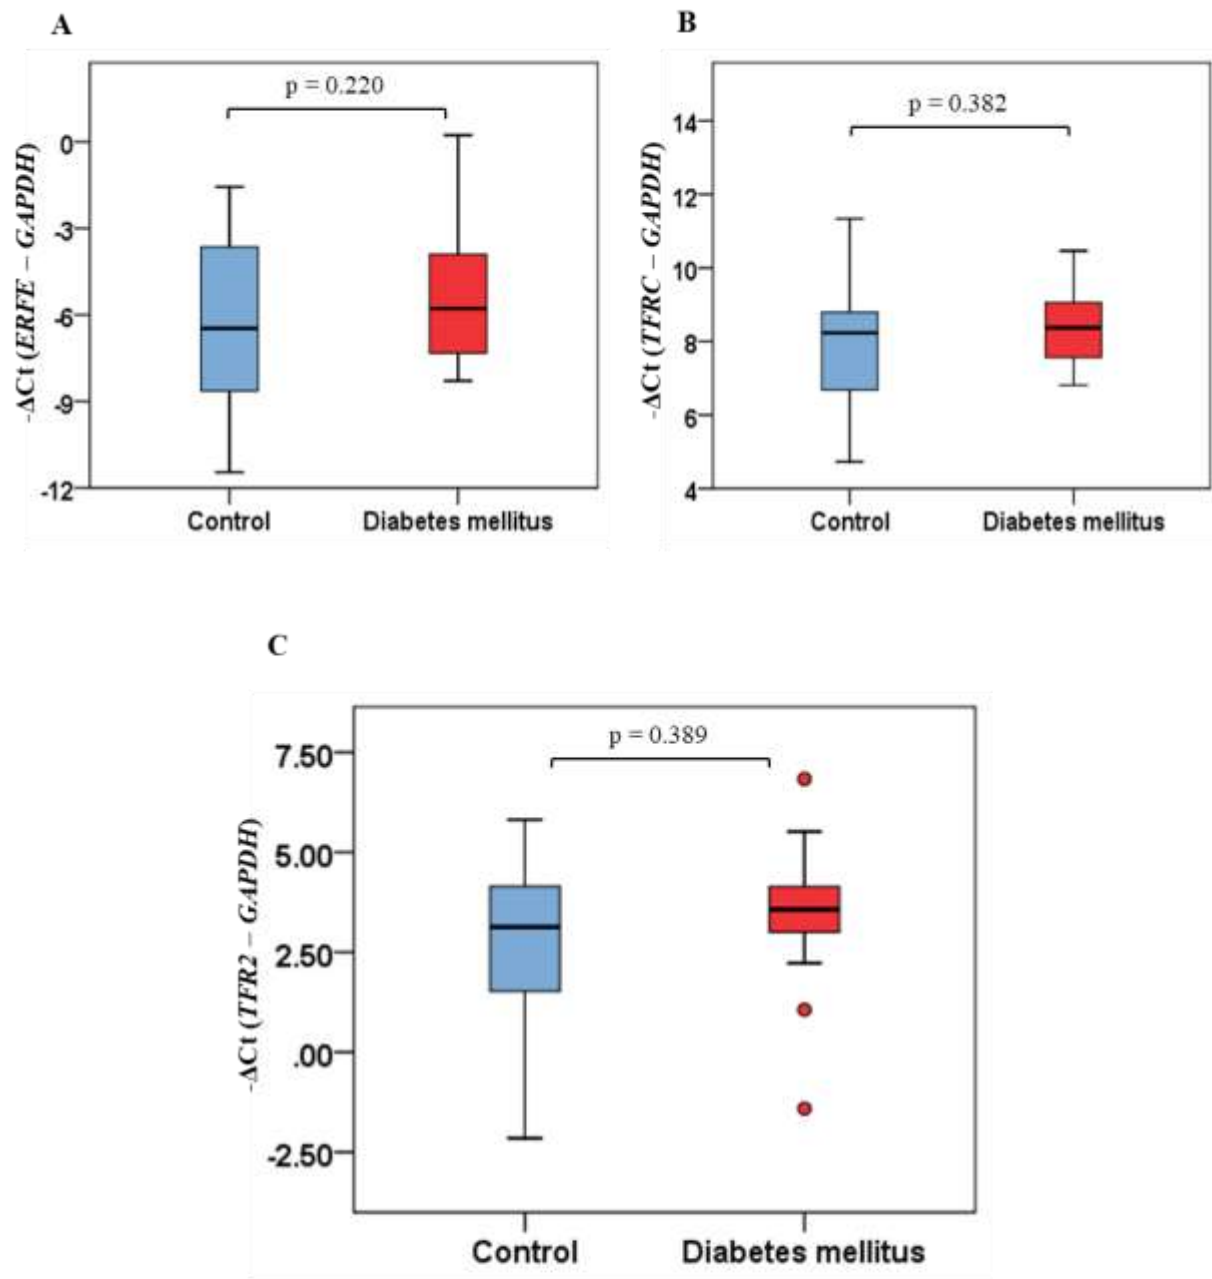 A
p = 0.220
0
-3
-6
-9
-12
-ΔCt (ERFE – GAPDH)
Control
Diabetes mellitus
B
p = 0.382
14
12
10
8
6
4
-ΔCt (TFRC – GAPDH)
Control
Diabetes mellitus
C
p = 0.389
7.50
5.00
2.50
.00
-2.50
-ΔCt (TFR2 – GAPDH)
Control
Diabetes mellitus